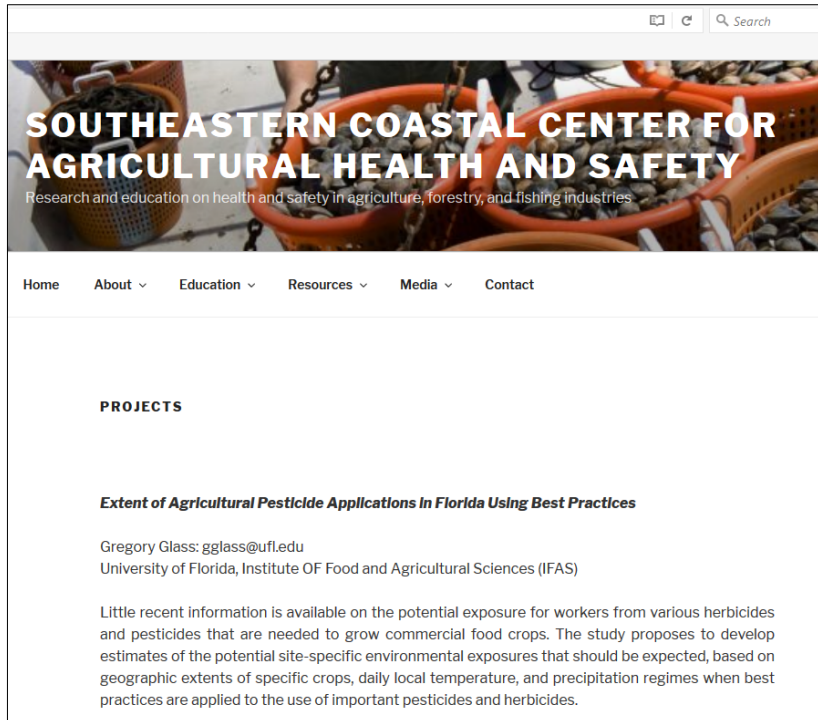 Search
SOUTHEASTERN COASTAL CENTER FOR
AGRICULTURAL HEALTH AND SAFETY
Research and education on health and safety in agriculture, forestry, and fishing industries
Home About Education Resources Media Contact
PROJECTS
Extent of Agricultural Pesticide Applications in Florida Using Best Practices
Gregory Glass: gglass@ufl.edu
University of Florida, Institute OF Food and Agricultural Sciences (IFAS)
Little recent information is available on the potential exposure for workers from various herbicides
and pesticides that are needed to grow commercial food crops. The study proposes to develop
estimates of the potential site-specific environmental exposures that should be expected, based on
geographic extents of specific crops, daily local temperature, and precipitation regimes when best
practices are applied to the use of important pesticides and herbicides.